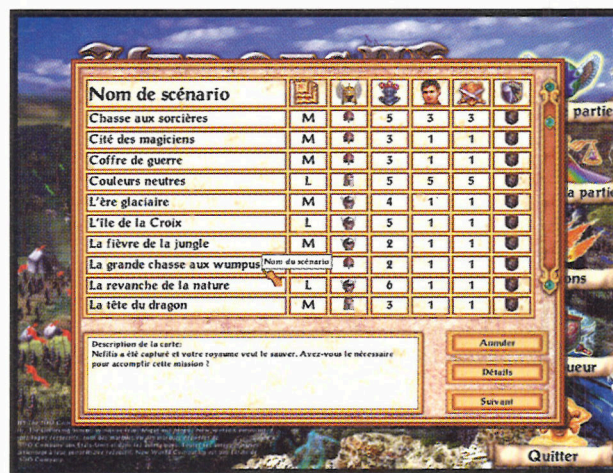 Nom de scénario
Chasse aux sorcières M 5 3 3
Cité des magiciens M 3 1 1
Coffre de guerre M 3 1 1
Couleurs neutres L 5 5 5
L'ère glaciaire M 4 1 1
L'île de la Croix L 5 1 1
La fièvre de la jungle M 2 1 1
La grande chasse aux wumpus 2 1 1
Nom du scénario
La revanche de la nature L 6 1 1
La tête du dragon M 3 1 1
Description de la carte:
Nefitis a été capturé et votre royaume veut le sauver. Avez-vous le nécessaire
pour accomplir cette mission ?
Annuler
Détails
Suivant
partie
a partie
ons
ueur
Quitter